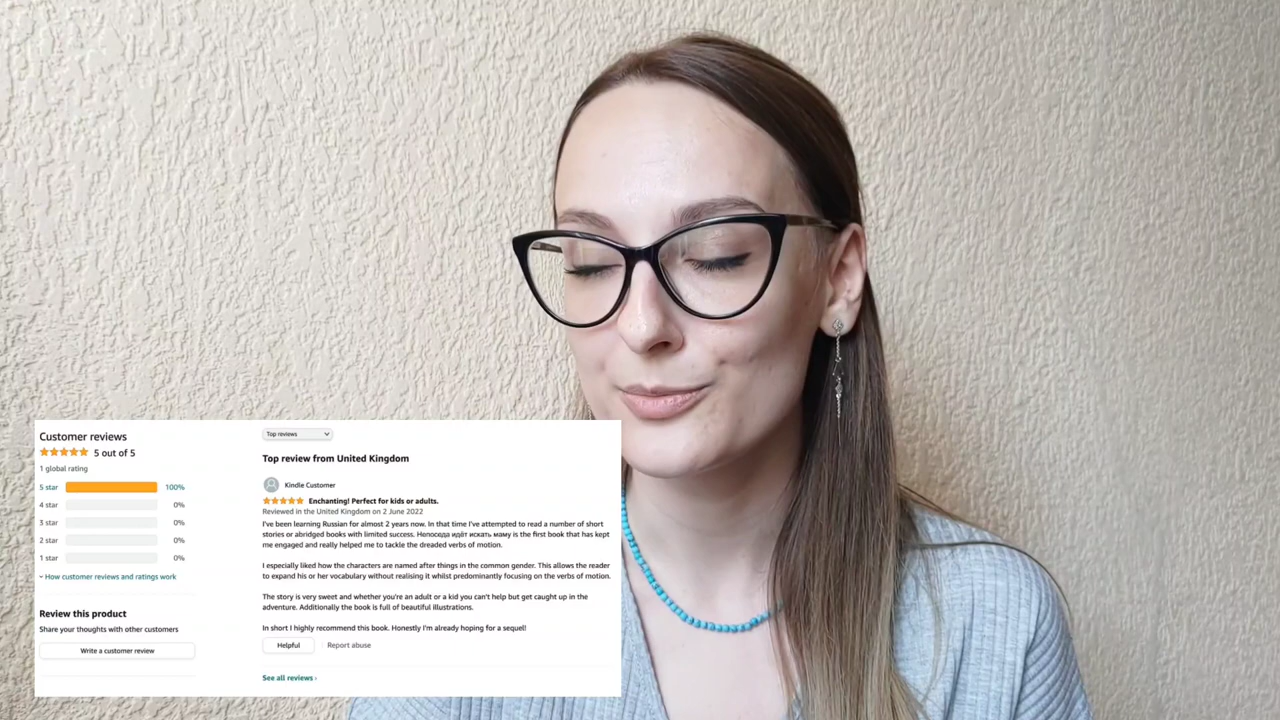 Customer reviews
5 out of 5
1 global rating
5 star 100%
4 star 0%
3 star 0%
2 star 0%
1 star 0%
How customer reviews and ratings work
Review this product
Share your thoughts with other customers
Write a customer review
Top reviews
Top review from United Kingdom
Kindle Customer
Enchanting! Perfect for kids or adults.
Reviewed in the United Kingdom on 2 June 2022
I've been learning Russian for almost 2 years now. In that time I've attempted to read a number of short
stories or abridged books with limited success. Непоседа идёт искать маму is the first book that has kept
me engaged and really helped me to tackle the dreaded verbs of motion.
I especially liked how the characters are named after things in the common gender. This allows the reader
to expand his or her vocabulary without realising it whilst predominantly focusing on the verbs of motion.
The story is very sweet and whether you're an adult or a kid you can't help but get caught up in the
adventure. Additionally the book is full of beautiful illustrations.
In short I highly recommend this book. Honestly I'm already hoping for a sequel!
Helpful
Report abuse
See all reviews ›